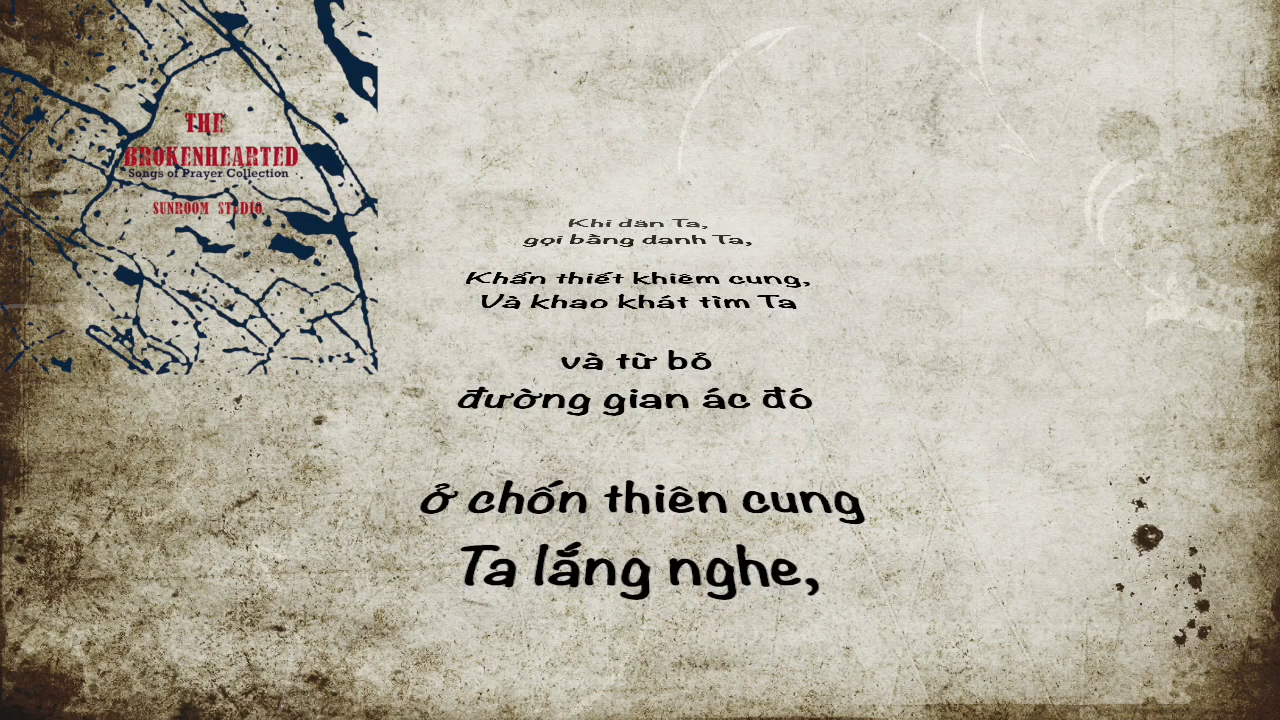 THE
BROKENHEARTED
Songs of Prayer Collection
SUNROOM STUDIO
Khi dân Ta,
gọi bằng danh Ta,
Khẩn thiết khiêm cung,
Và khao khát tìm Ta
và từ bỏ
đường gian ác đó
ở chốn thiên cung
Ta lắng nghe,